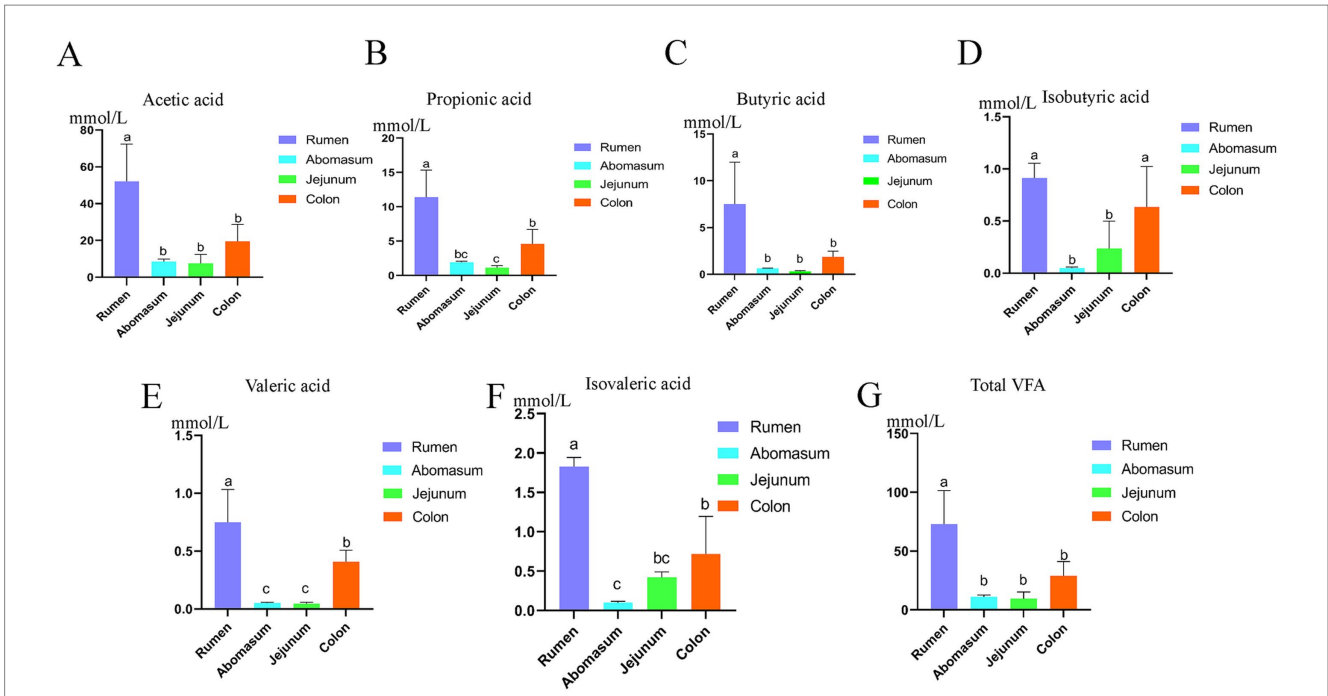 A
Acetic acid
mmol/L
80
60
40
20
0
a
b
b
b
Rumen
Abomasum
Jejunum
Colon
Rumen
Abomasum
Jejunum
Colon
B
Propionic acid
mmol/L
20
15
10
5
0
a
bc
c
b
Rumen
Abomasum
Jejunum
Colon
Rumen
Abomasum
Jejunum
Colon
C
Butyric acid
mmol/L
15
10
5
0
a
b
b
b
Rumen
Abomasum
Jejunum
Colon
Rumen
Abomasum
Jejunum
Colon
D
Isobutyric acid
mmol/L
1.5
1.0
0.5
0.0
a
b
b
a
Rumen
Abomasum
Jejunum
Colon
Rumen
Abomasum
Jejunum
Colon
E
Valeric acid
mmol/L
1.5
1.0
0.5
0.0
a
c
c
b
Rumen
Abomasum
Jejunum
Colon
Rumen
Abomasum
Jejunum
Colon
F
Isovaleric acid
mmol/L
2.5
2.0
1.5
1.0
0.5
0.0
a
c
bc
b
Rumen
Abomasum
Jejunum
Colon
Rumen
Abomasum
Jejunum
Colon
G
Total VFA
mmol/L
150
100
50
0
a
b
b
b
Rumen
Abomasum
Jejunum
Colon
Rumen
Abomasum
Jejunum
Colon